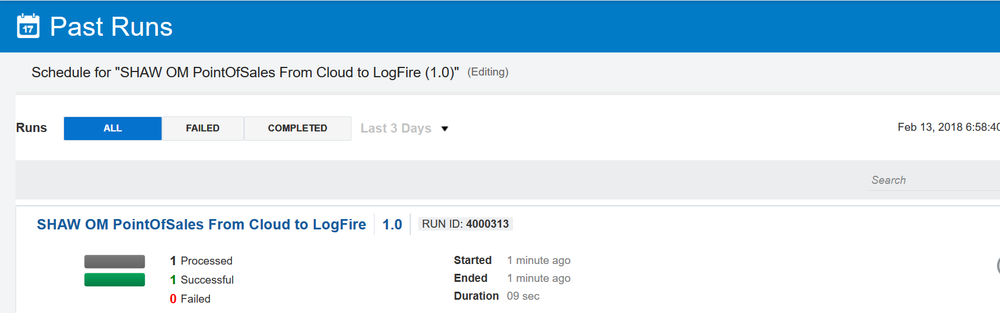 17 Past Runs
Schedule for "SHAW OM PointOfSales From Cloud to LogFire (1.0)" (Editing)
Runs ALL FAILED COMPLETED Last 3 Days Feb 13, 2018 6:58:40
Search
SHAW OM PointOfSales From Cloud to LogFire 1.0 RUN ID: 4000313
1 Processed Started 1 minute ago
1 Successful Ended 1 minute ago
0 Failed Duration 09 sec